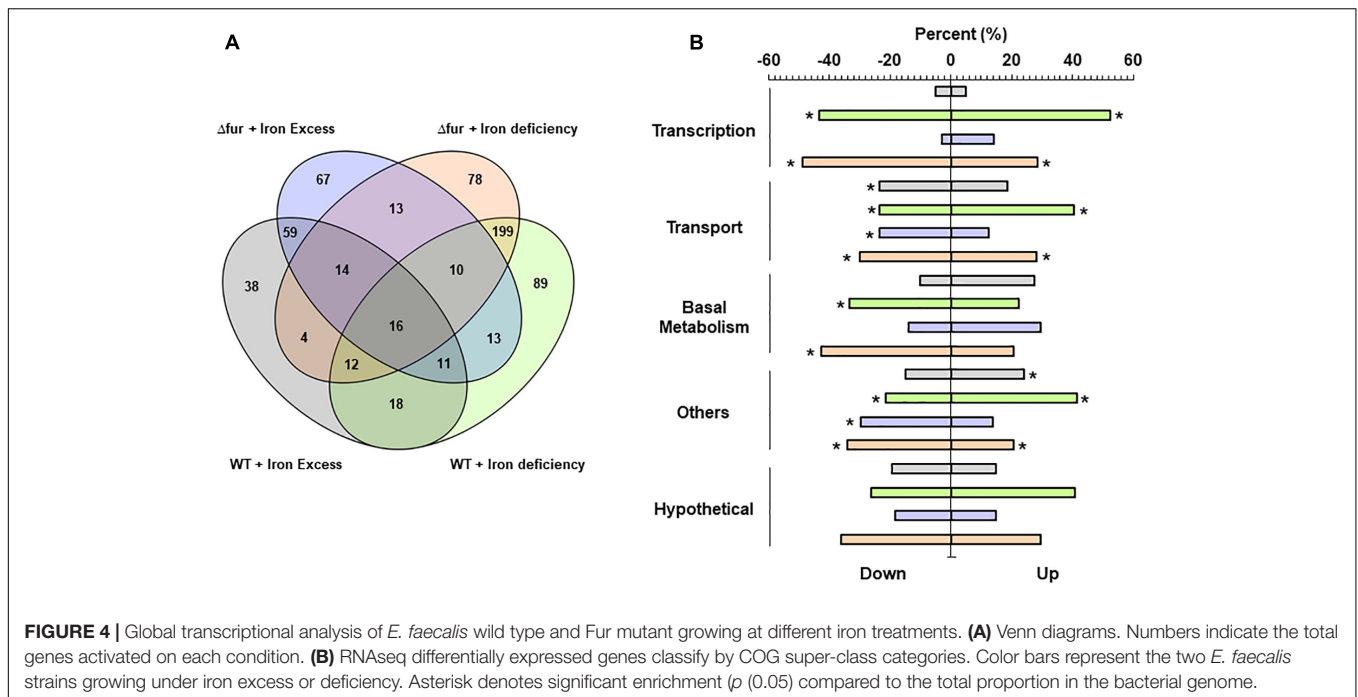 A
Δfur + Iron Excess
Δfur + Iron deficiency
67
78
13
59
199
14
10
38
89
16
4
13
12
11
18
WT + Iron Excess
WT + Iron deficiency
B
Percent (%)
-60 -40 -20 0 20 40 60
Transcription
* *
* *
Transport
*
* *
*
* *
Basal
Metabolism
*
*
Others
*
* *
*
* *
Hypothetical
Down Up
FIGURE 4 | Global transcriptional analysis of E. faecalis wild type and Fur mutant growing at different iron treatments. (A) Venn diagrams. Numbers indicate the total
genes activated on each condition. (B) RNAseq differentially expressed genes classify by COG super-class categories. Color bars represent the two E. faecalis
strains growing under iron excess or deficiency. Asterisk denotes significant enrichment (p (0.05) compared to the total proportion in the bacterial genome.